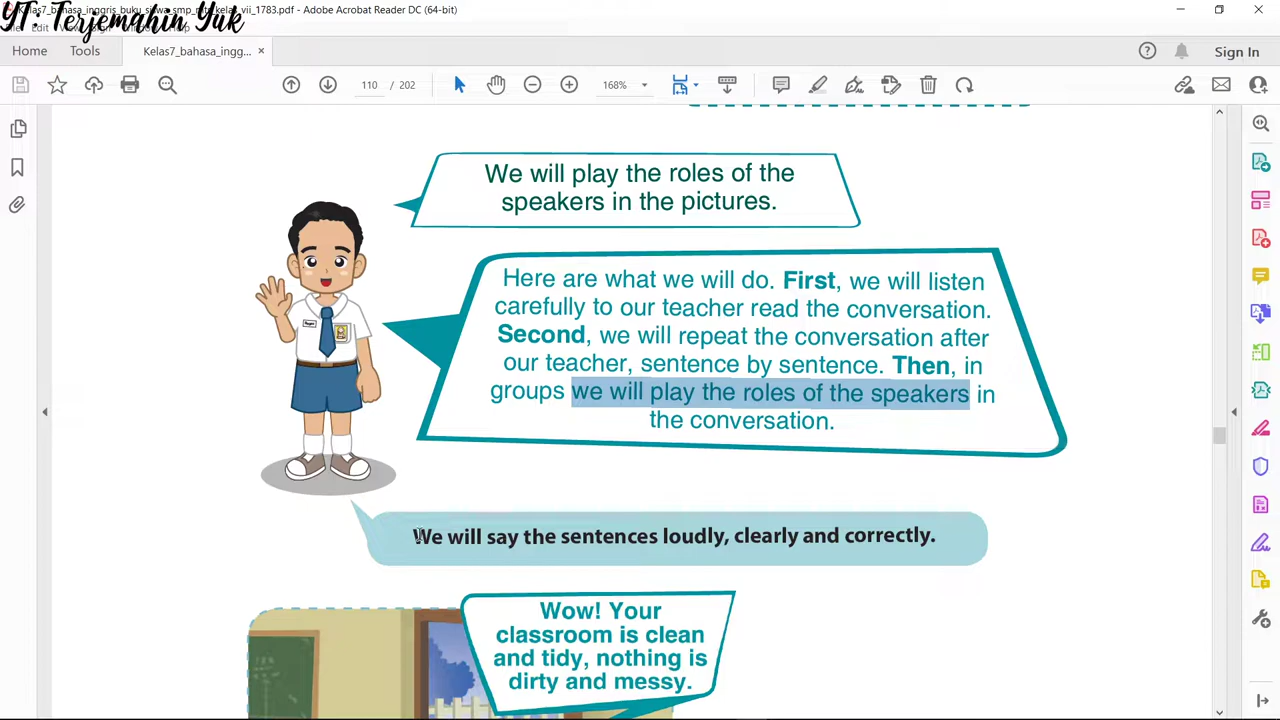 YT: Terjemahin Yuk
.pdf - Adobe Acrobat Reader DC (64-bit)
Home Tools Kelas7_bahasa_ingg... × Sign In
110 / 202 168%
We will play the roles of the
speakers in the pictures.
Here are what we will do. First, we will listen
carefully to our teacher read the conversation.
Second, we will repeat the conversation after
our teacher, sentence by sentence. Then, in
groups we will play the roles of the speakers in
the conversation.
We will say the sentences loudly, clearly and correctly.
Wow! Your
classroom is clean
and tidy, nothing is
dirty and messy.